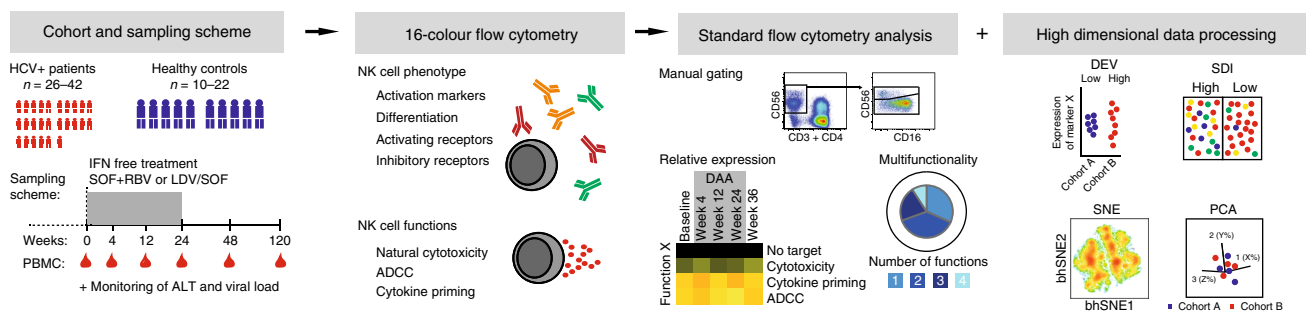 Cohort and sampling scheme
16-colour flow cytometry
Standard flow cytometry analysis
+
High dimensional data processing
HCV+ patients
n = 26–42
Healthy controls
n = 10–22
IFN free treatment
SOF+RBV or LDV/SOF
Sampling
scheme:
Weeks: 0 4 12 24 48 120
PBMC:
+ Monitoring of ALT and viral load
NK cell phenotype
Activation markers
Differentiation
Activating receptors
Inhibitory receptors
NK cell functions
Natural cytotoxicity
ADCC
Cytokine priming
Manual gating
CD56
CD3 + CD4
CD56
CD16
Relative expression
DAA
Baseline
Week 4
Week 12
Week 24
Week 36
Function X
No target
Cytotoxicity
Cytokine priming
ADCC
Multifunctionality
Number of functions
1 2 3 4
DEV
Low High
Expression
of marker X
Cohort A
Cohort B
SDI
High Low
SNE
bhSNE2
bhSNE1
PCA
2 (Y%)
1 (X%)
3 (Z%)
Cohort A Cohort B